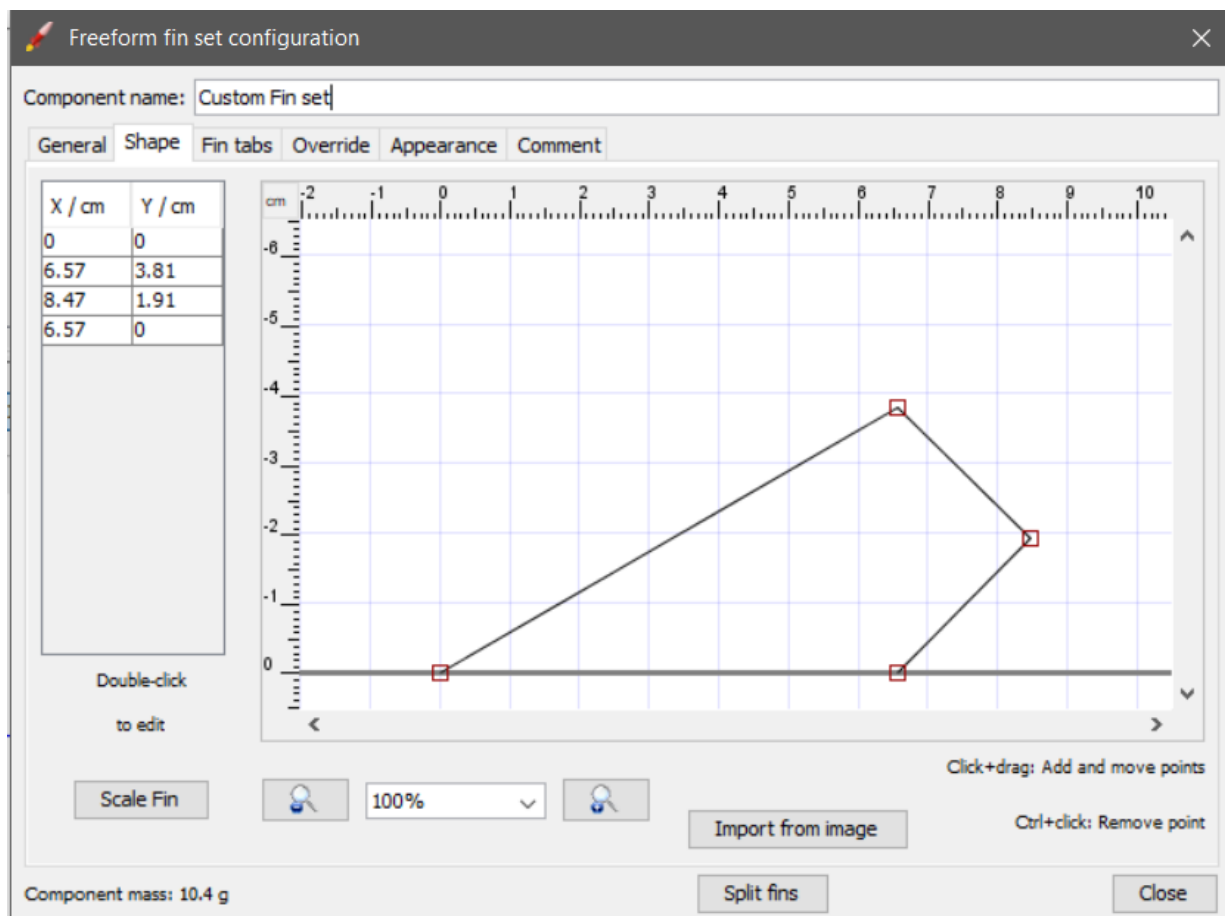 Freeform fin set configuration
Component name: Custom Fin set
General Shape Fin tabs Override Appearance Comment
X / cm Y / cm
0 0
6.57 3.81
8.47 1.91
6.57 0
cm -2 -1 0 1 2 3 4 5 6 7 8 9 10
-6
-5
-4
-3
-2
-1
0
Double-click
to edit
Click+drag: Add and move points
Scale Fin 100%
Import from image
Ctrl+click: Remove point
Component mass: 10.4 g
Split fins
Close